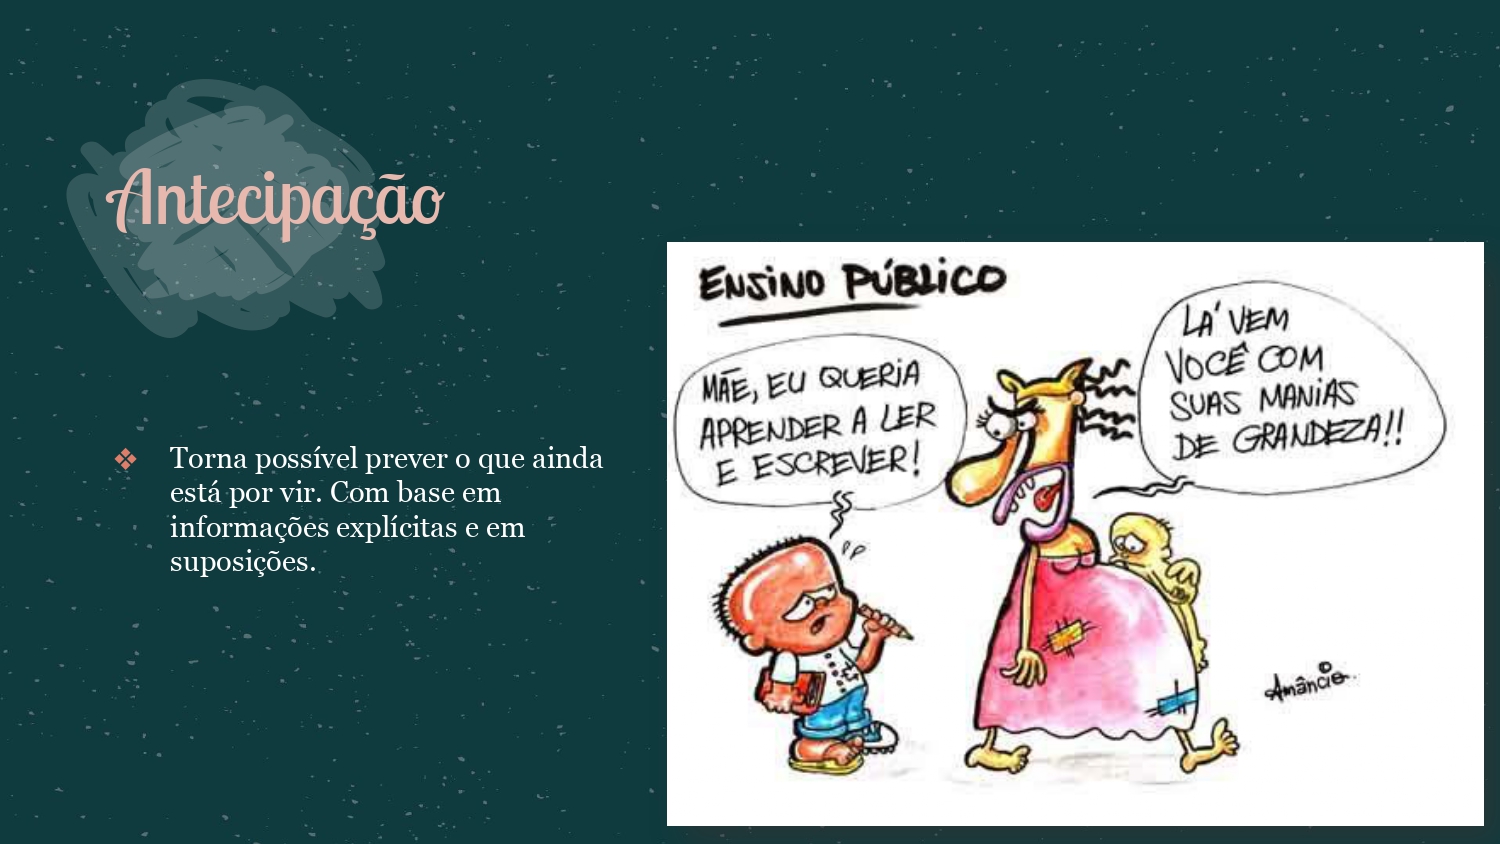 Antecipação
Torna possível prever o que ainda
está por vir. Com base em
informações explícitas e em
suposições.
ENSINO PÚBLICO
MÃE, EU QUERIA
APRENDER A LER
E ESCREVER!
LÁ VEM
VOCÊ COM
SUAS MANIAS
DE GRANDEZA!!
Amâncio
©